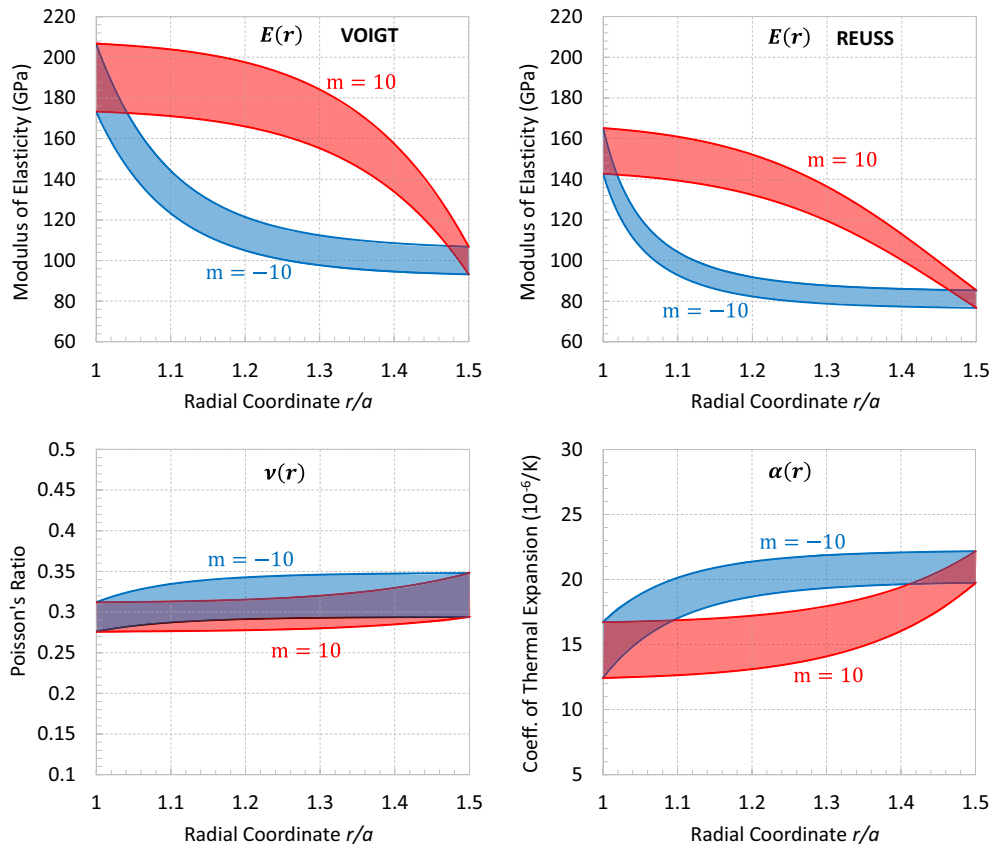 E(r) VOIGT
Modulus of Elasticity (GPa)
220
200
180
160
140
120
100
80
60
m = 10
m = −10
1 1.1 1.2 1.3 1.4 1.5
Radial Coordinate r/a
E(r) REUSS
Modulus of Elasticity (GPa)
220
200
180
160
140
120
100
80
60
m = 10
m = −10
1 1.1 1.2 1.3 1.4 1.5
Radial Coordinate r/a
ν(r)
Poisson's Ratio
0.5
0.45
0.4
0.35
0.3
0.25
0.2
0.15
0.1
m = −10
m = 10
1 1.1 1.2 1.3 1.4 1.5
Radial Coordinate r/a
α(r)
Coeff. of Thermal Expansion (10⁻⁶/K)
30
25
20
15
10
5
m = −10
m = 10
1 1.1 1.2 1.3 1.4 1.5
Radial Coordinate r/a